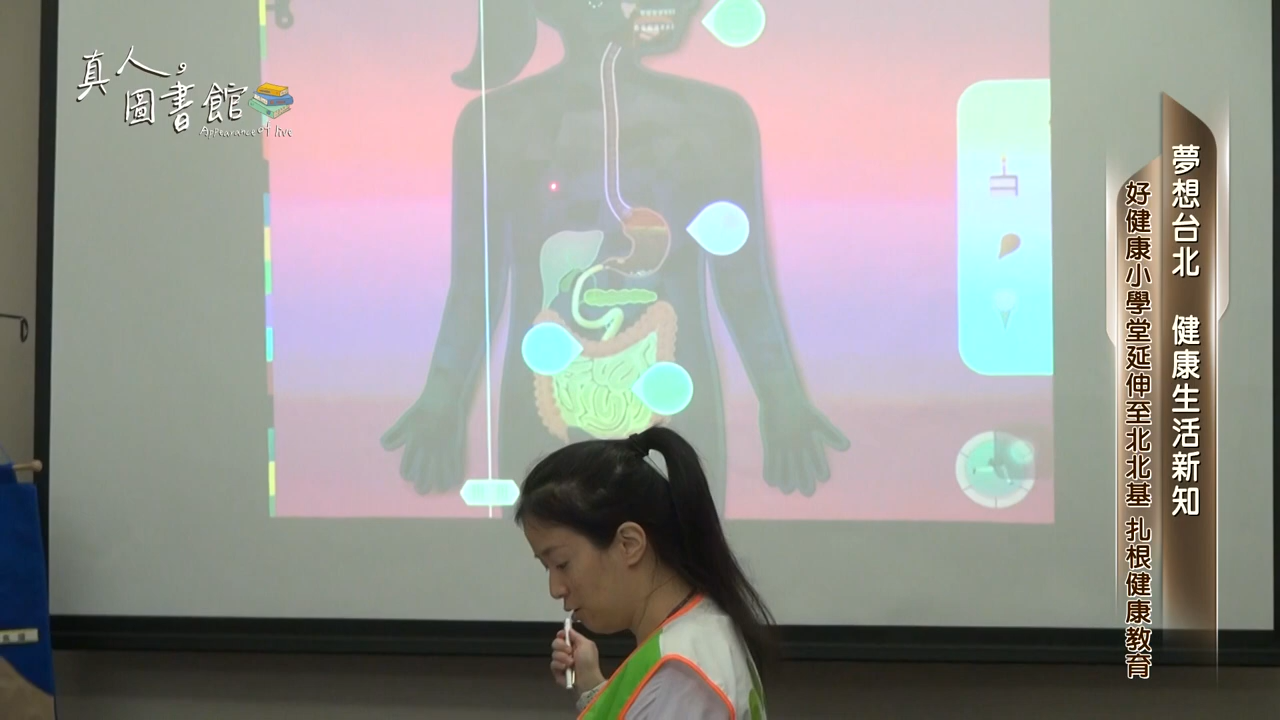 真人
圖書館
Appearance of live
夢想台北 健康生活新知
好健康小學堂延伸至北北基 扎根健康教育